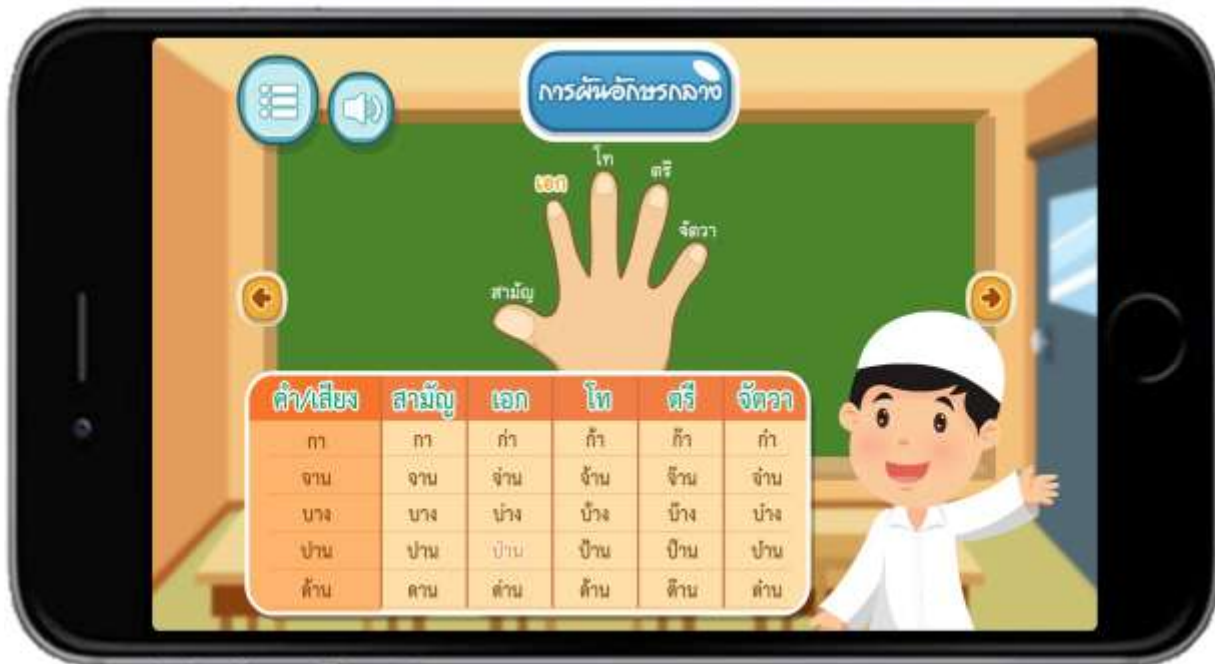 การผันอักษรกลาง
โท
เอก
ตรี
จัตวา
สามัญ
คำ/เสียง สามัญ เอก โท ตรี จัตวา
กา กา ก่า ก้า ก๊า ก๋า
จาน จาน จ่าน จ้าน จ๊าน จ๋าน
บาง บาง บ่าง บ้าง บ๊าง บ๋าง
ปาน ปาน ป่าน ป้าน ป๊าน ป๋าน
ด้าน ดาน ด่าน ด้าน ด๊าน ด๋าน